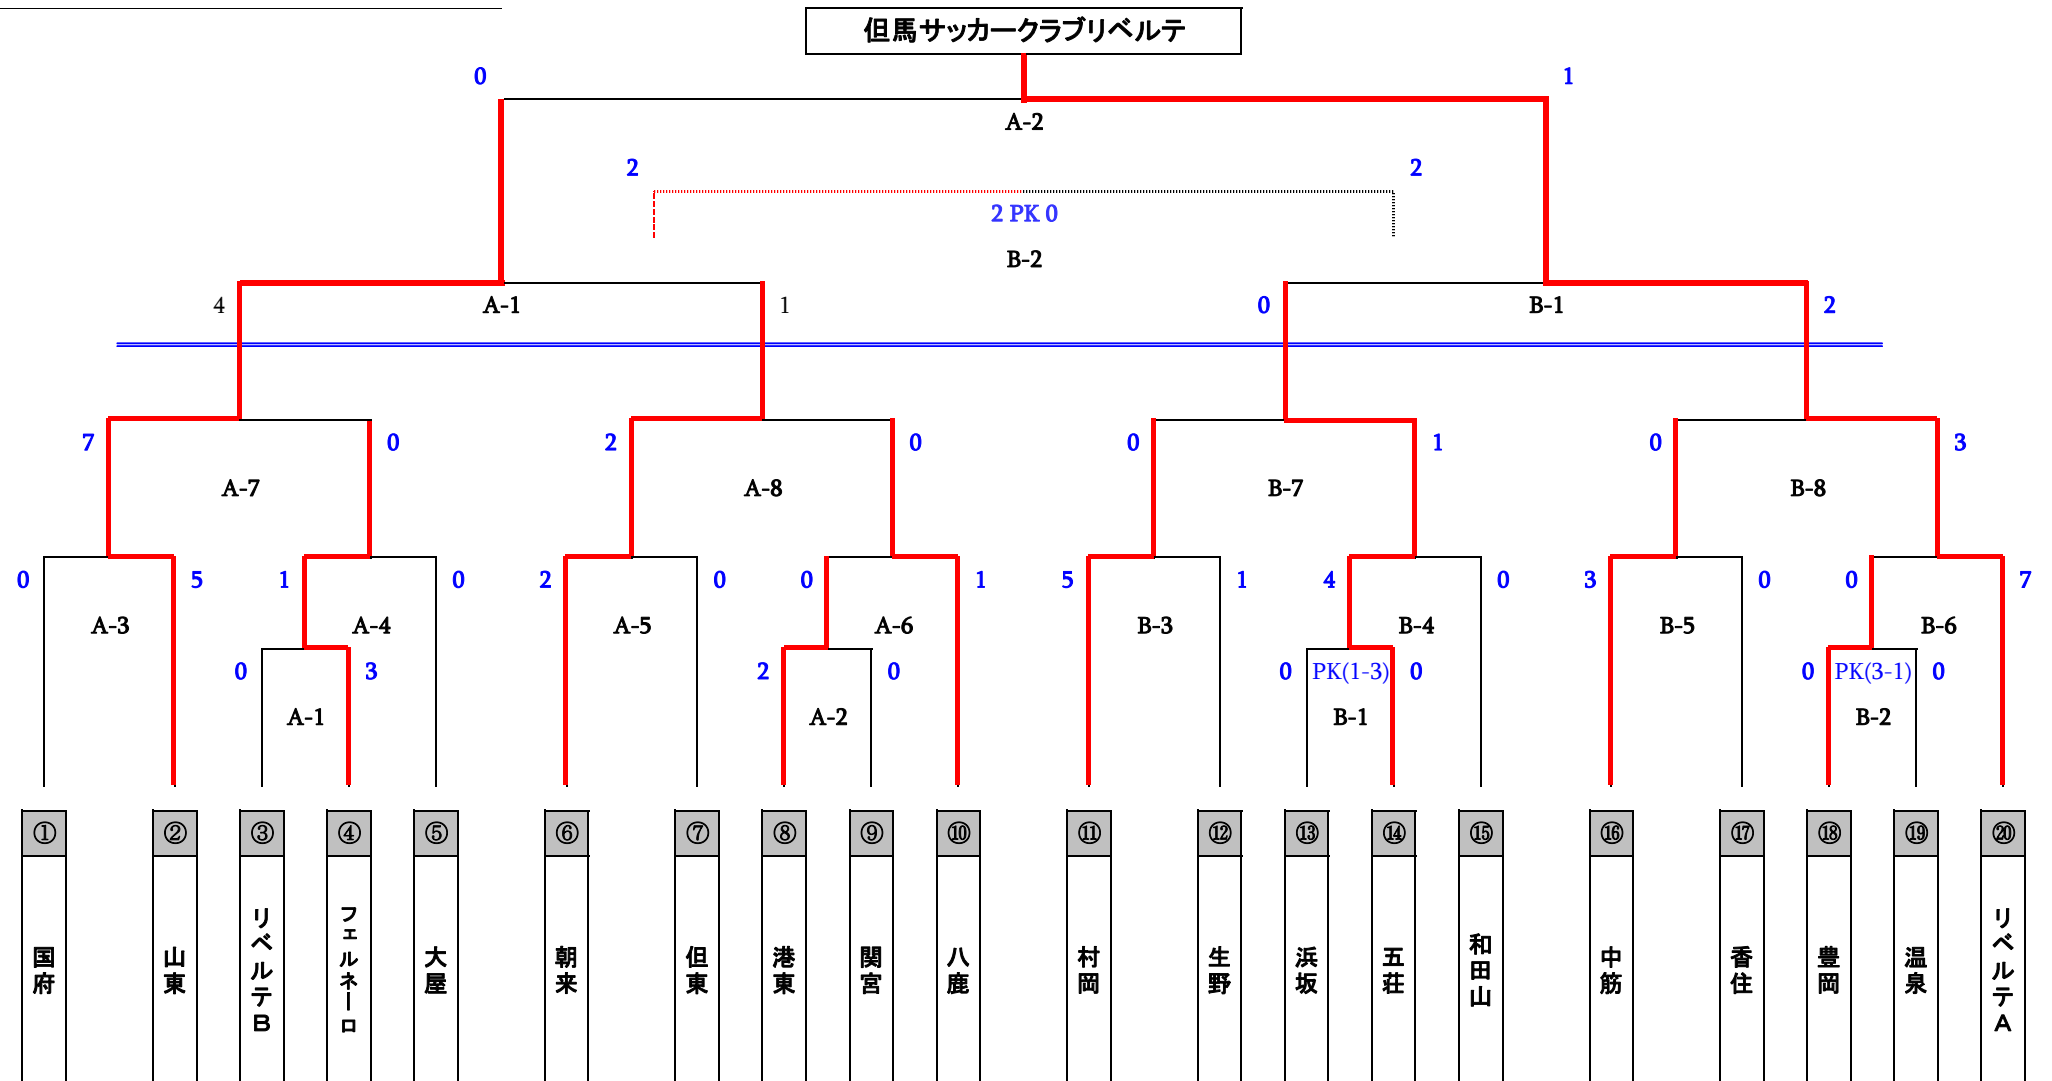 但馬サッカークラブリベルテ
0 1
A-2
2 2
2 PK 0
B-2
4 A-1 1 0 B-1 2
7 0 2 0 0 1 0 3
A-7 A-8 B-7 B-8
0 5 1 0 2 0 0 1 5 1 4 0 3 0 0 7
A-3 A-4 A-5 A-6 B-3 B-4 B-5 B-6
0 3 2 0 0 PK(1-3) 0 0 PK(3-1) 0
A-1 A-2 B-1 B-2
① ② ③ ④ ⑤ ⑥ ⑦ ⑧ ⑨ ⑩ ⑪ ⑫ ⑬ ⑭ ⑮ ⑯ ⑰ ⑱ ⑲ ⑳
国府
山東
リベルテB
フェルネーロ
大屋
朝来
但東
港東
関宮
八鹿
村岡
生野
浜坂
五荘
和田山
中筋
香住
豊岡
温泉
リベルテA